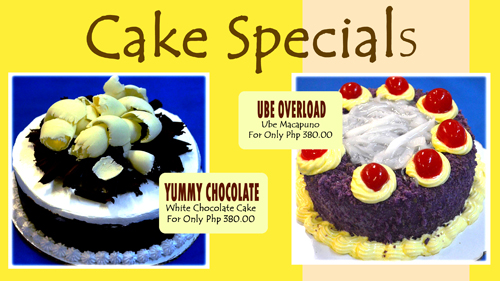 Cake Specials
UBE OVERLOAD
Ube Macapuno
For Only Php 380.00
YUMMY CHOCOLATE
White Chocolate Cake
For Only Php 380.00